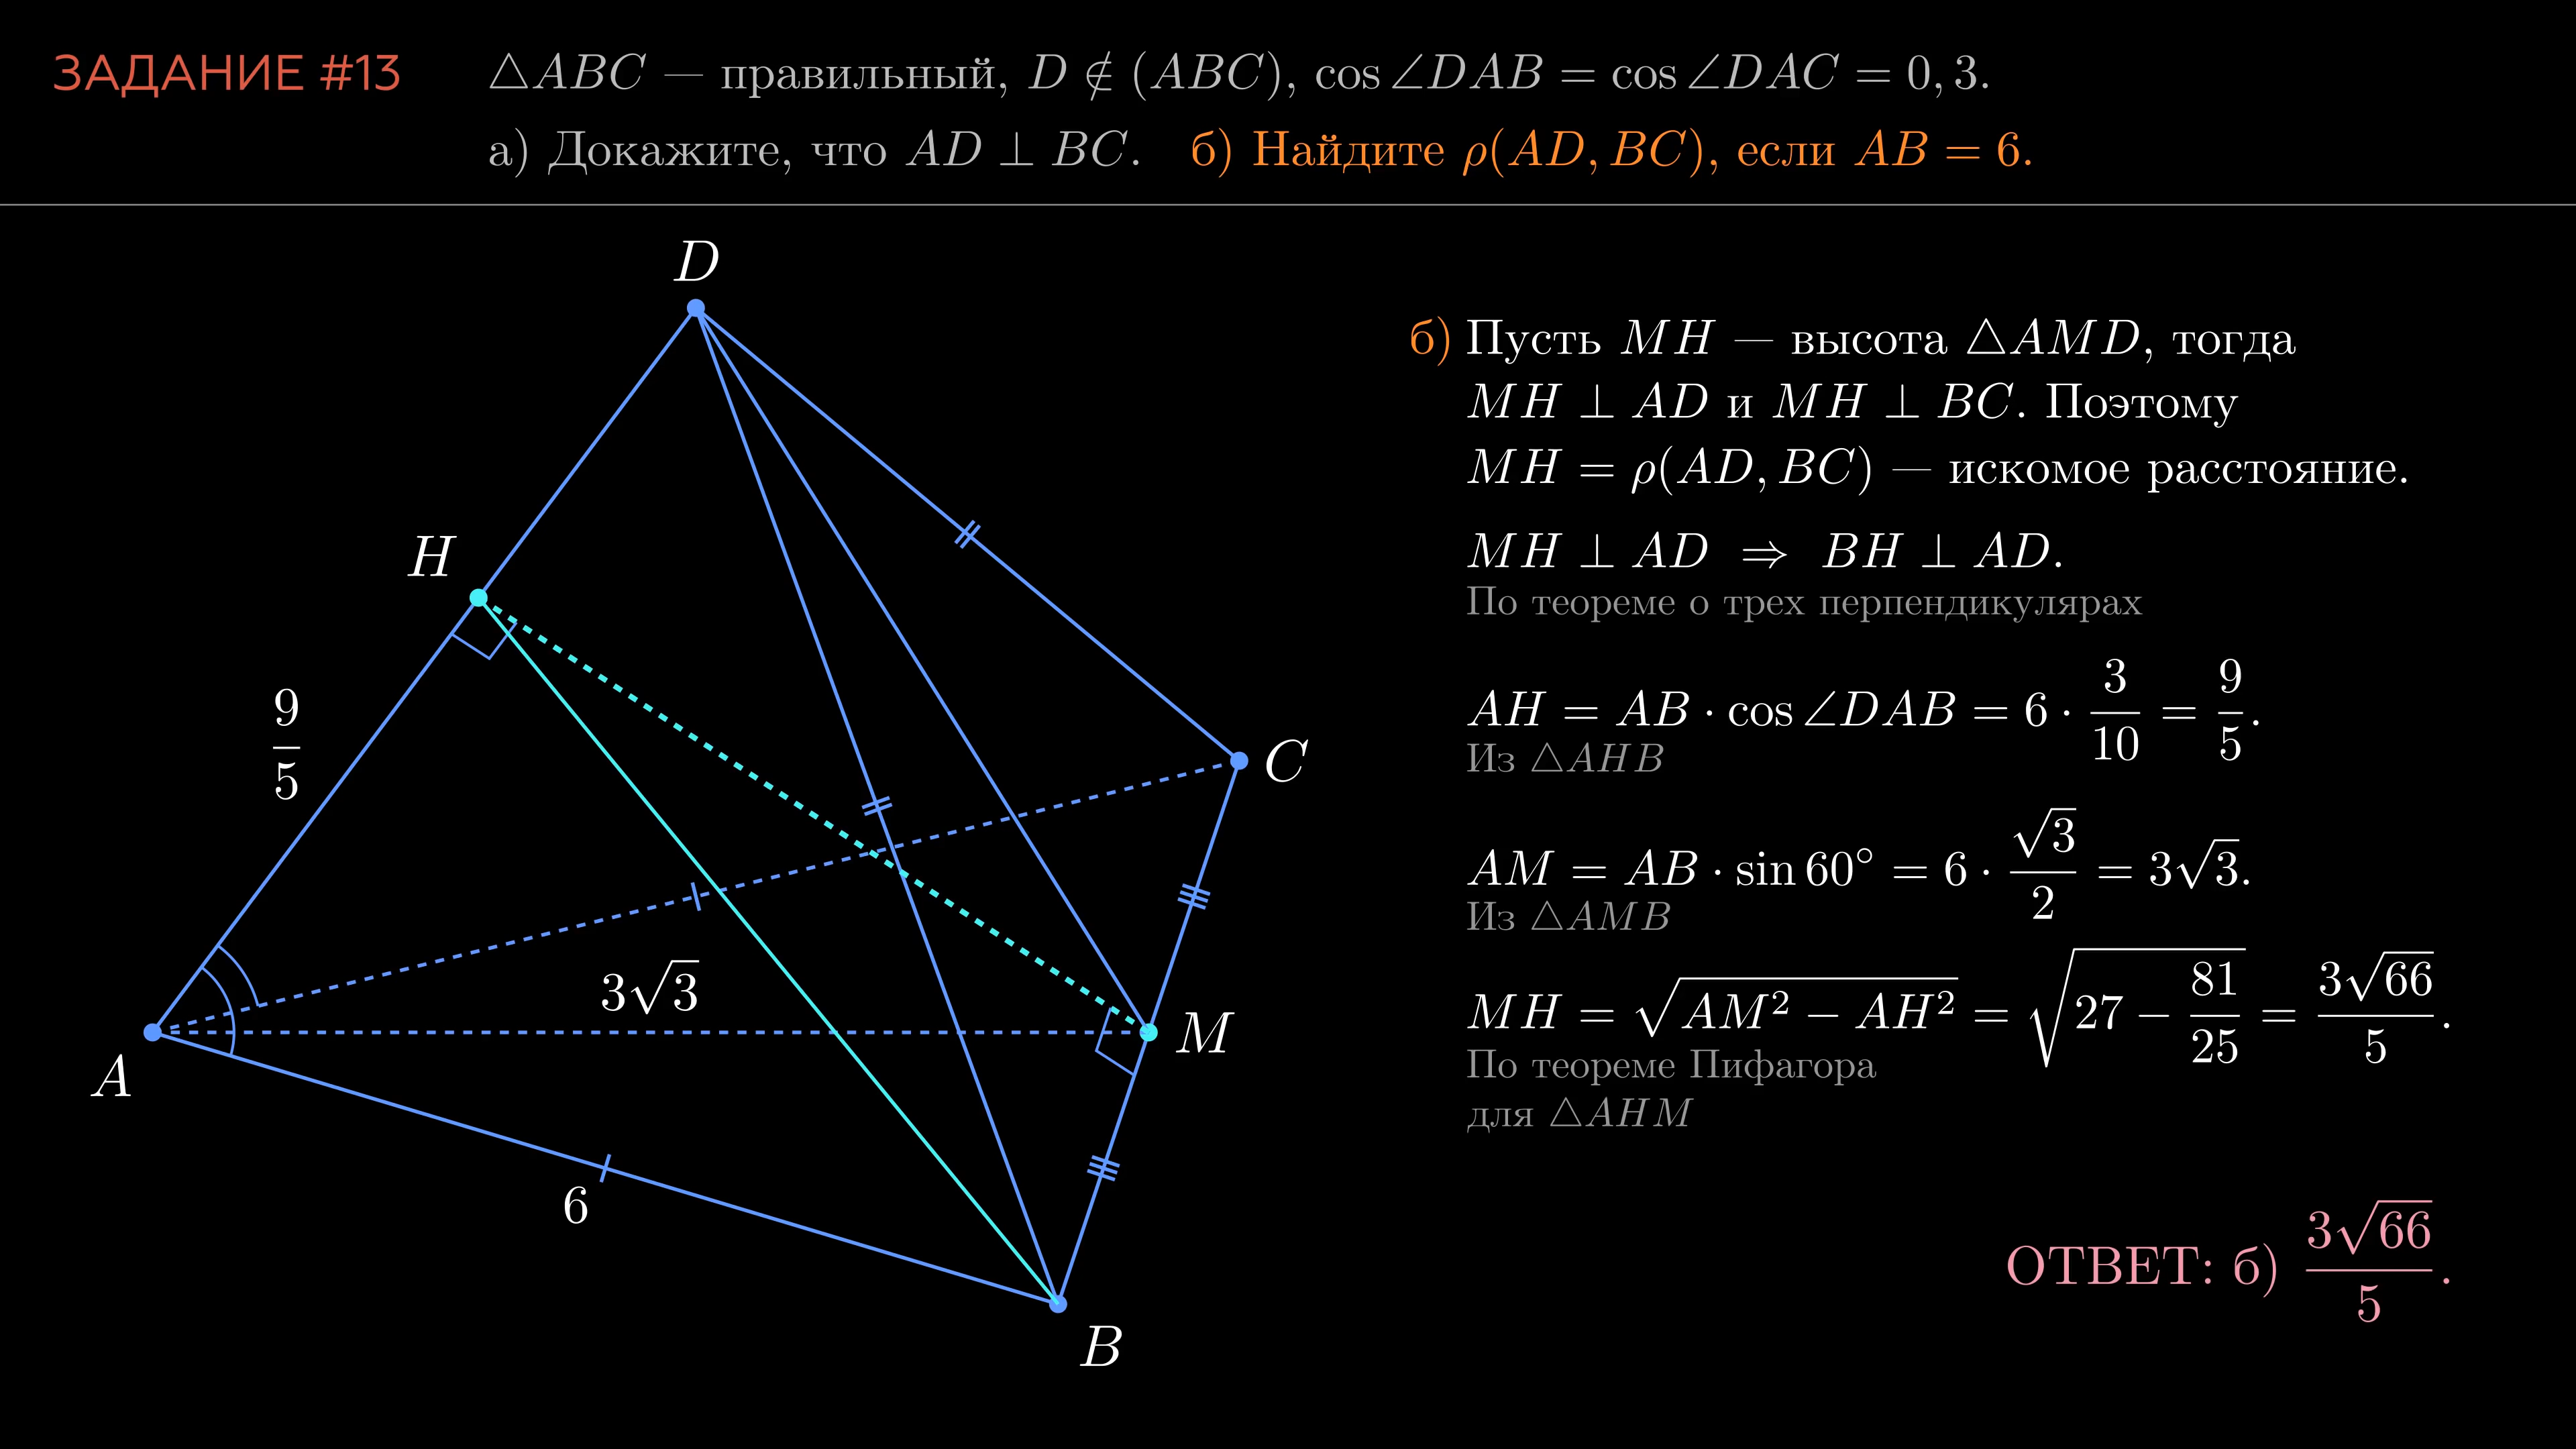 ЗАДАНИЕ #13
△ABC — правильный, D ∉ (ABC), cos ∠DAB = cos ∠DAC = 0, 3.
а) Докажите, что AD ⊥ BC. б) Найдите ρ(AD, BC), если AB = 6.
D
H
9/5
C
3√3
M
A
6
B
б) Пусть MH — высота △AMD, тогда
MH ⊥ AD и MH ⊥ BC. Поэтому
MH = ρ(AD, BC) — искомое расстояние.
MH ⊥ AD ⇒ BH ⊥ AD.
По теореме о трех перпендикулярах
AH = AB · cos ∠DAB = 6 · 3/10 = 9/5.
Из △AHB
AM = AB · sin 60° = 6 · √3/2 = 3√3.
Из △AMB
MH = √(AM² − AH²) = √(27 − 81/25) = 3√66/5.
По теореме Пифагора
для △AHM
ОТВЕТ: б) 3√66/5.